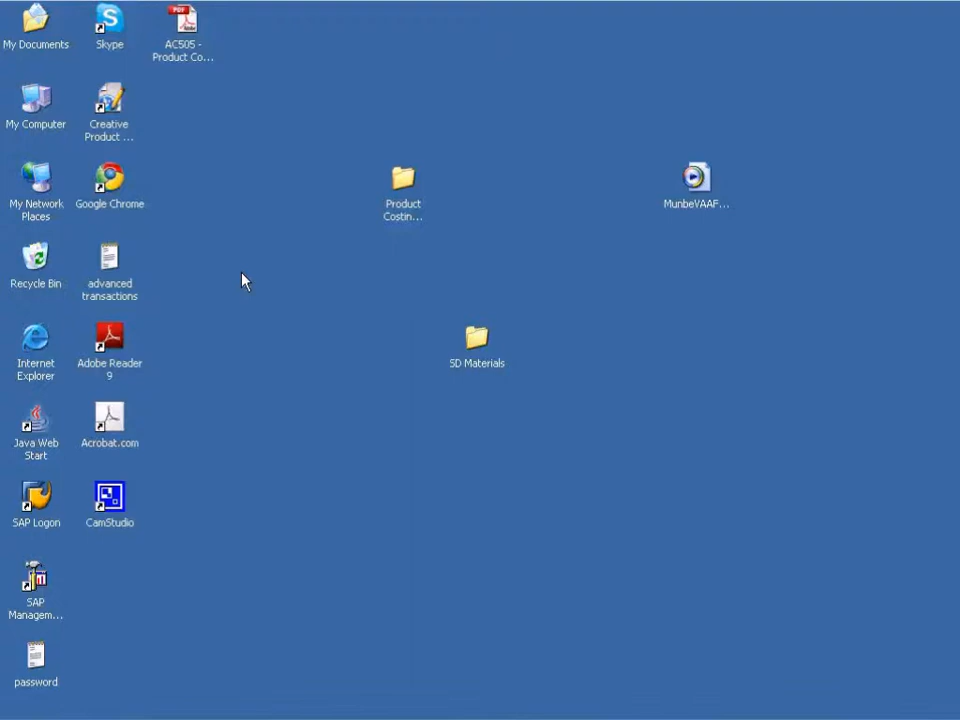 My Documents
Skype
AC505 -
Product Co...
My Computer
Creative
Product ...
My Network
Places
Google Chrome
Product
Costin...
MunbeVAAF...
Recycle Bin
advanced
transactions
Internet
Explorer
Adobe Reader
9
SD Materials
Java Web
Start
Acrobat.com
SAP Logon
CamStudio
SAP
Managem...
password